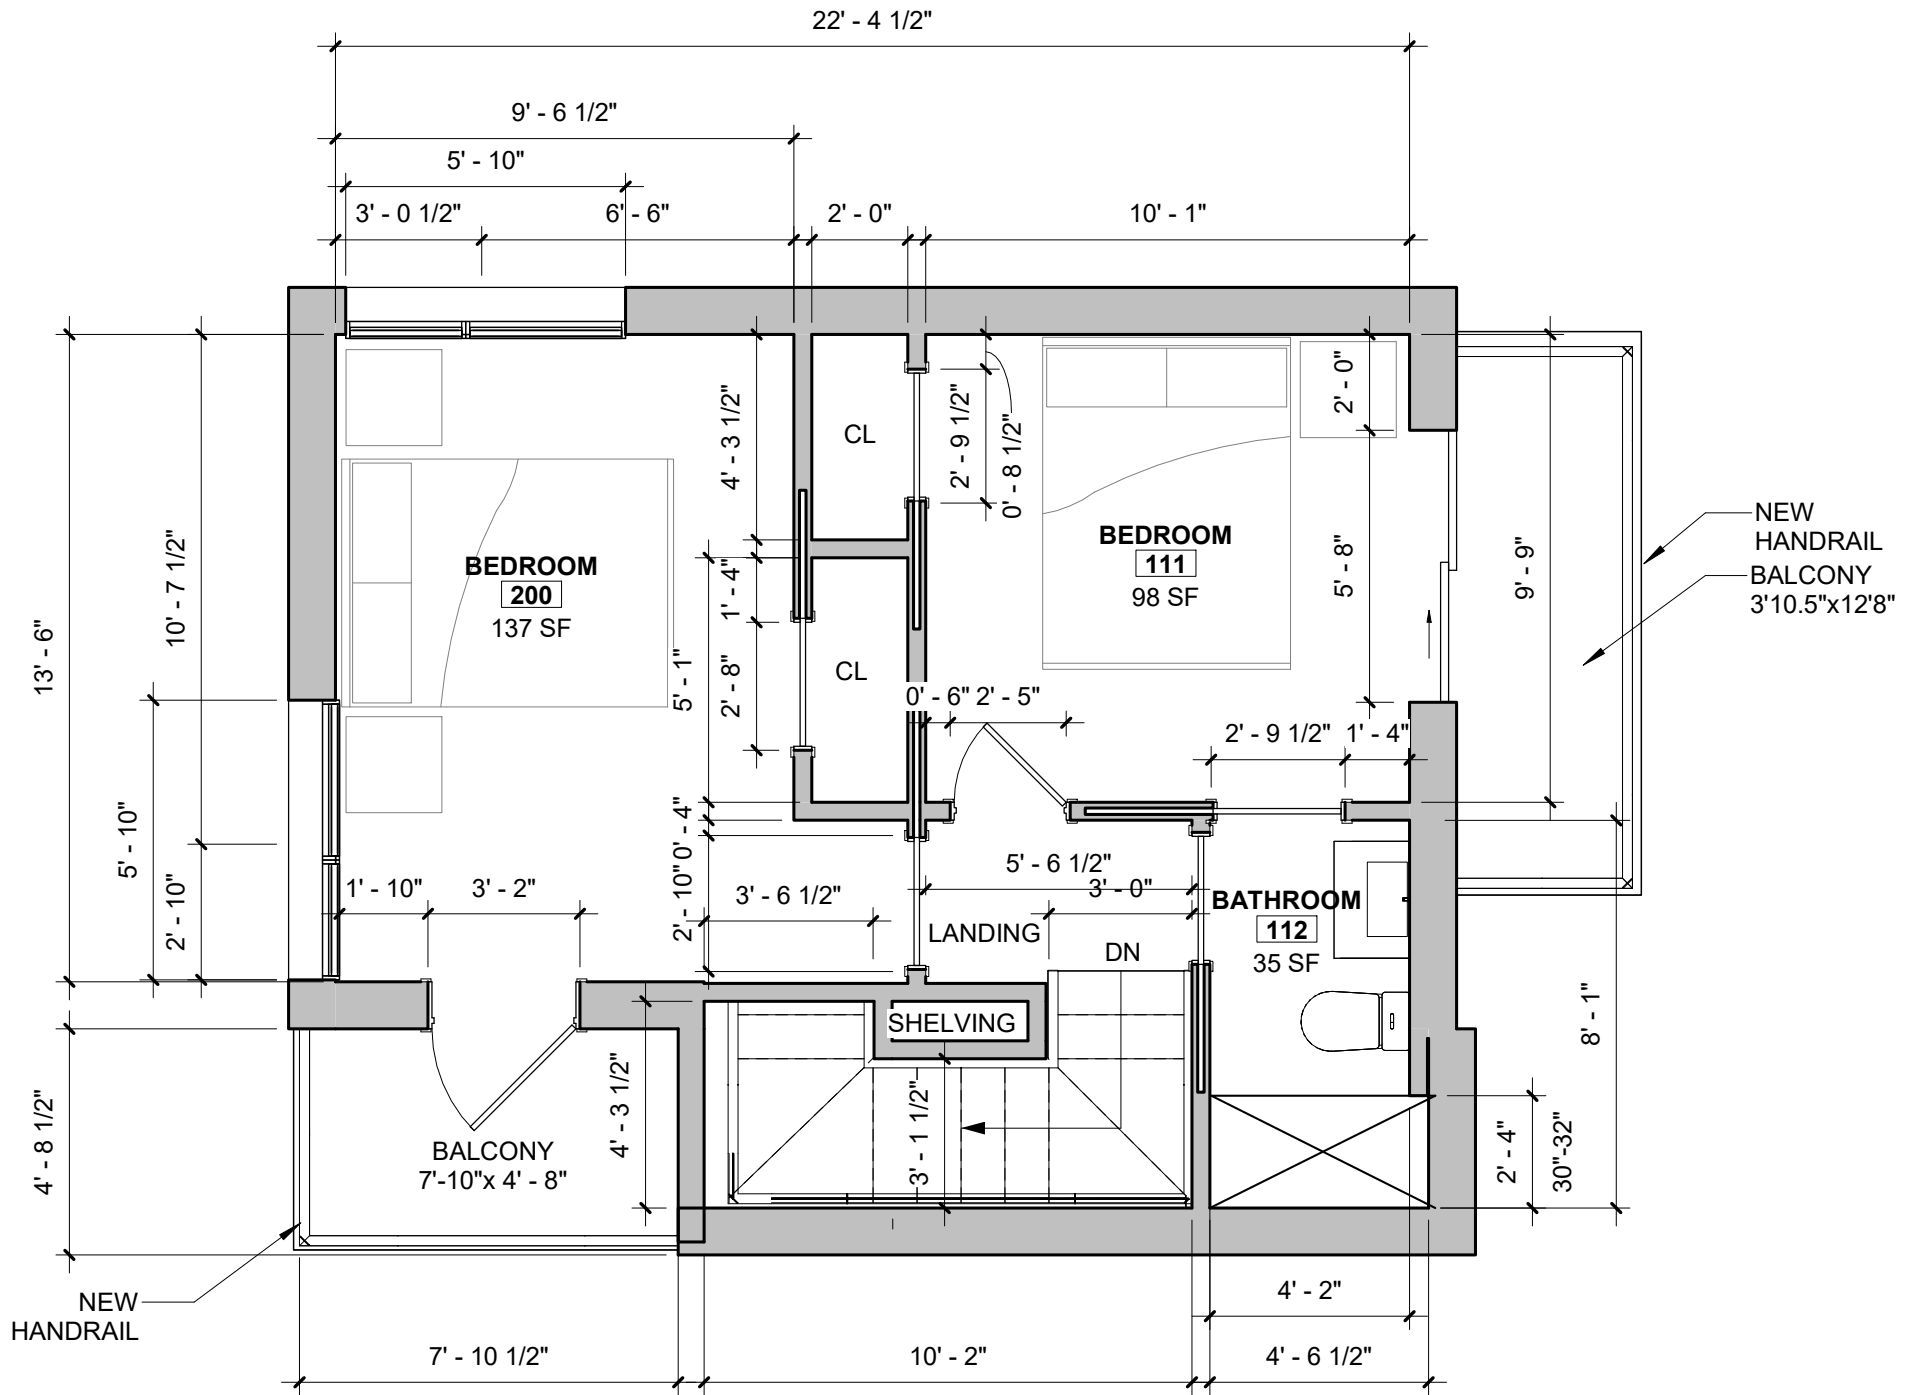 22' - 4 1/2"
9' - 6 1/2"
5' - 10"
3' - 0 1/2"
6' - 6"
2' - 0"
10' - 1"
4' - 3 1/2"
CL
2' - 9 1/2"
0' - 8 1/2"
2' - 0"
BEDROOM
111
98 SF
5' - 8"
9' - 9"
NEW
HANDRAIL
BALCONY
3'10.5"x12'8"
BEDROOM
200
137 SF
10' - 7 1/2"
13' - 6"
1' - 4"
5' - 1"
2' - 8"
CL
0' - 6"
2' - 5"
2' - 9 1/2"
1' - 4"
5' - 10"
2' - 10"
1' - 10"
3' - 2"
0' - 4"
2' - 10"
3' - 6 1/2"
5' - 6 1/2"
3' - 0"
LANDING
DN
BATHROOM
112
35 SF
SHELVING
8' - 1"
4' - 8 1/2"
4' - 3 1/2"
3' - 1 1/2"
2' - 4"
30"-32"
BALCONY
7'-10"x 4' - 8"
NEW
HANDRAIL
4' - 2"
7' - 10 1/2"
10' - 2"
4' - 6 1/2"